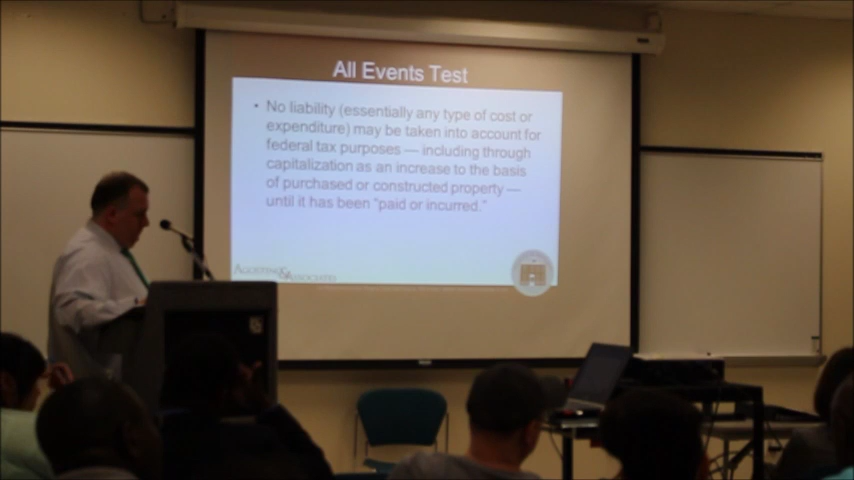 All Events Test
• No liability (essentially any type of cost or
expenditure) may be taken into account for
federal tax purposes — including through
capitalization as an increase to the basis
of purchased or constructed property —
until it has been “paid or incurred.”
AGOSTINO & ASSOCIATES